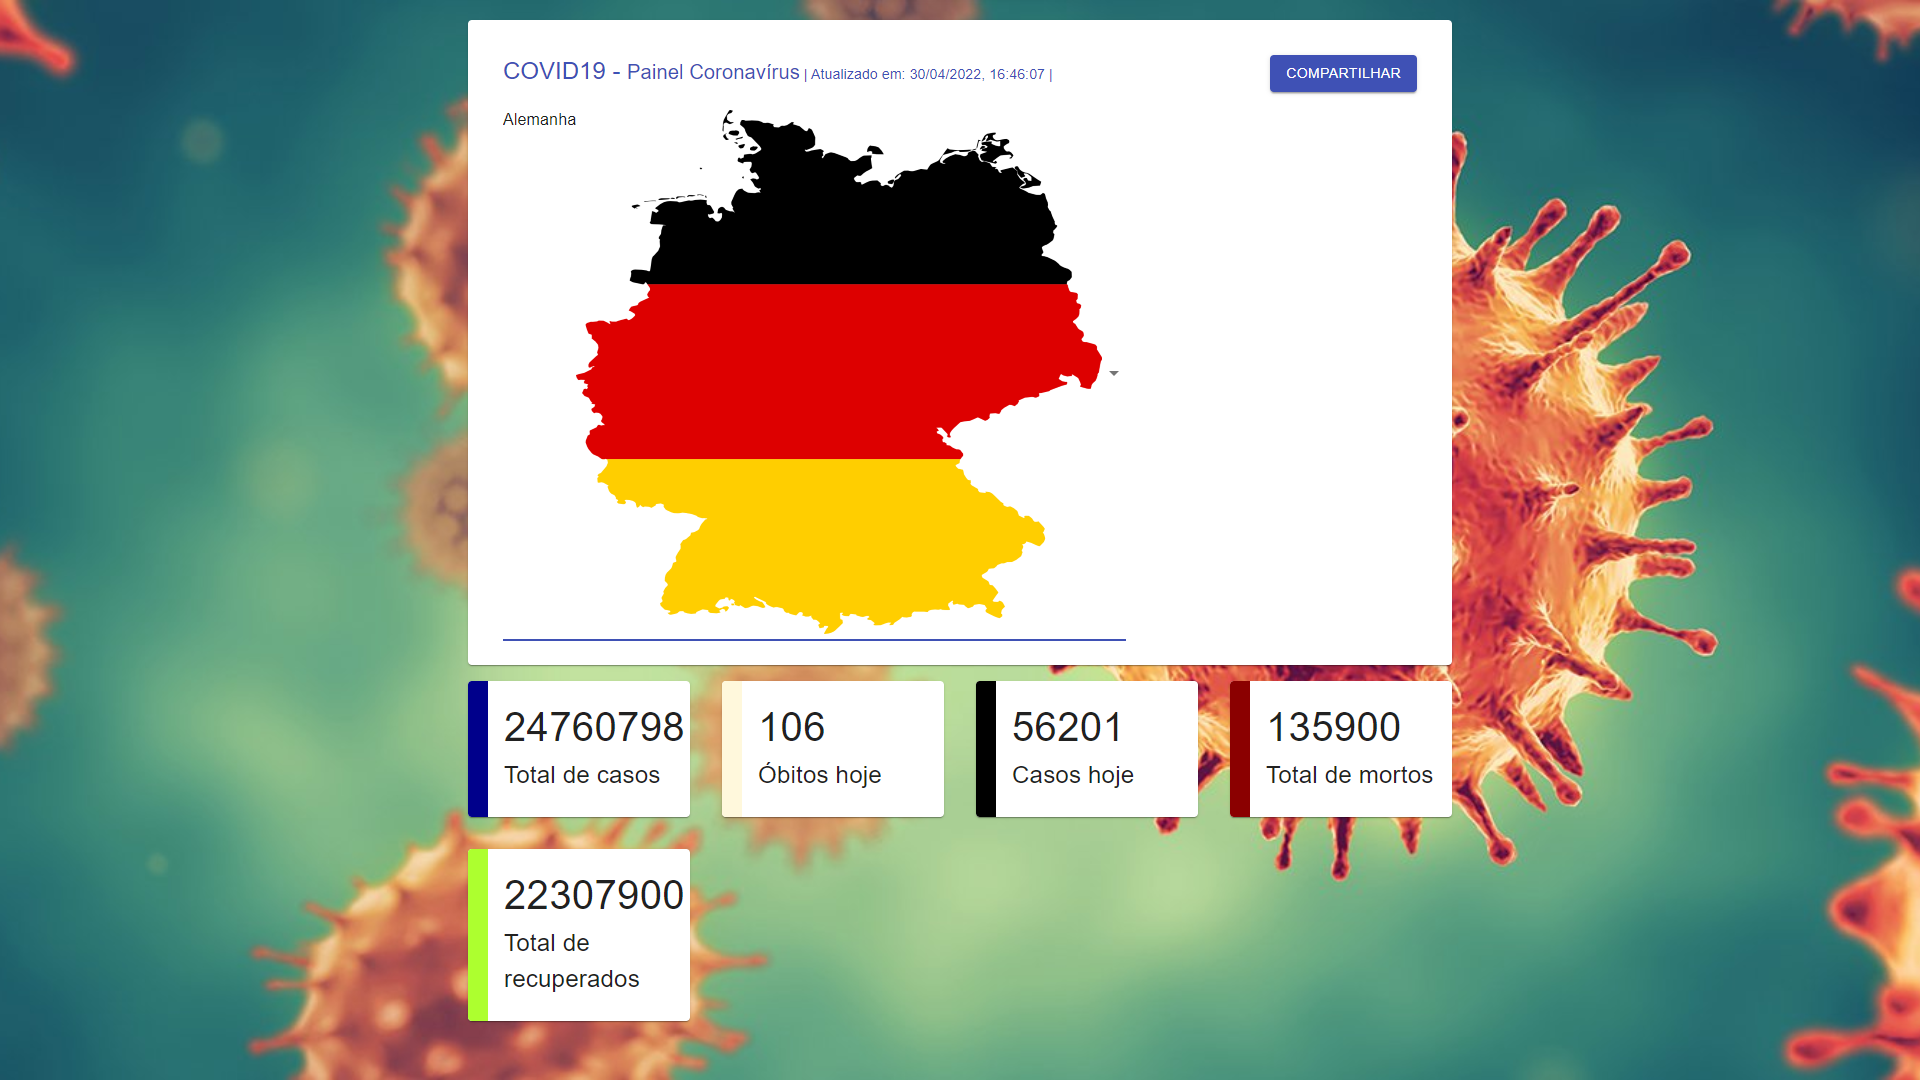 COVID19 - Painel Coronavírus | Atualizado em: 30/04/2022, 16:46:07 |
COMPARTILHAR
Alemanha
24760798
Total de casos
106
Óbitos hoje
56201
Casos hoje
135900
Total de mortos
22307900
Total de
recuperados